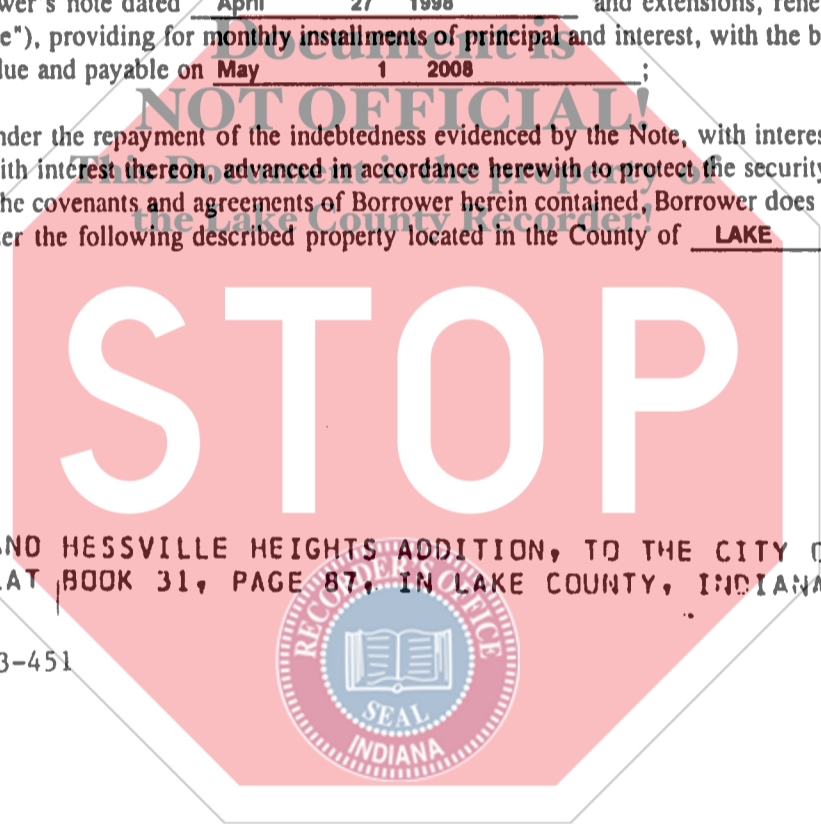 wer's note dated April 27 1998 and extensions, rene
e"), providing for monthly installments of principal and interest, with the b
lue and payable on May 1 2008 ;
nder the repayment of the indebtedness evidenced by the Note, with interes
ith interest thereon, advanced in accordance herewith to protect the security
he covenants and agreements of Borrower herein contained, Borrower does
er the following described property located in the County of LAKE
Document is
NOT OFFICIAL!
This Document is the property of
the Lake County Recorder!
STOP
AND HESSVILLE HEIGHTS ADDITION, TO THE CITY O
LAT BOOK 31, PAGE 87, IN LAKE COUNTY, INDIANA
3-451
RECORDER'S OFFICE
SEAL
INDIANA